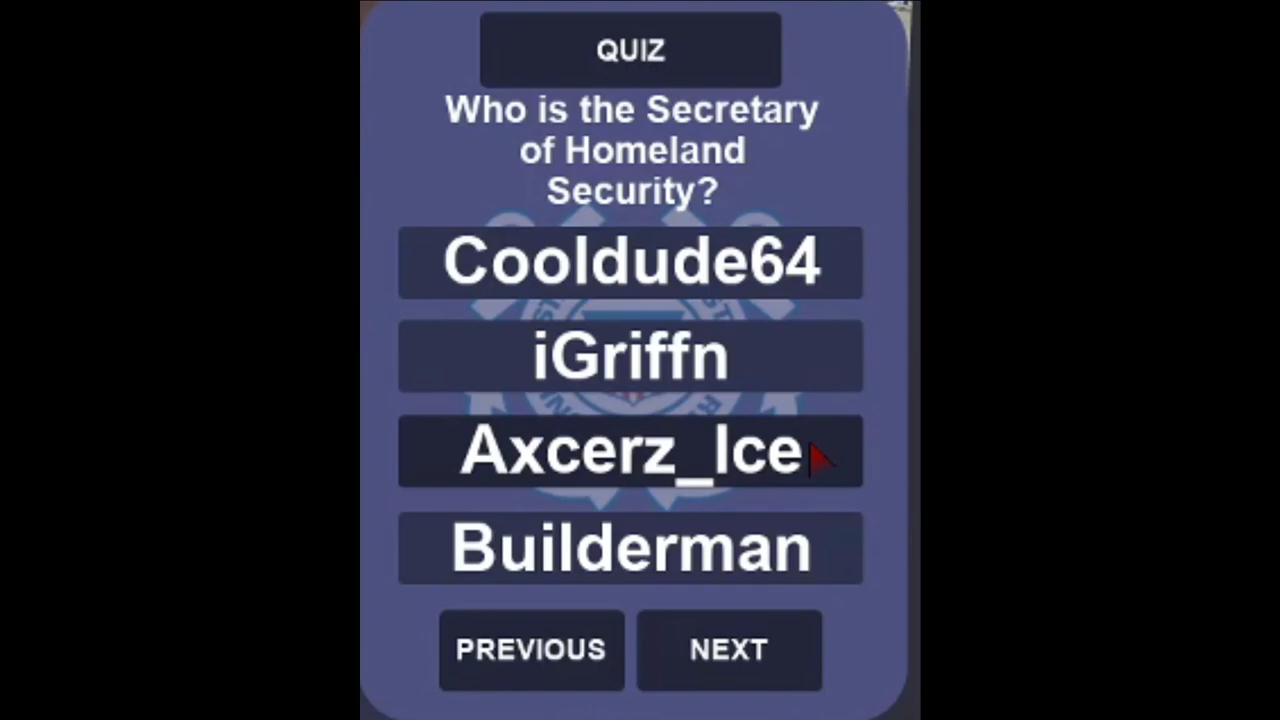 QUIZ
Who is the Secretary
of Homeland
Security?
Cooldude64
iGriffn
Axcerz_Ice
Builderman
PREVIOUS
NEXT